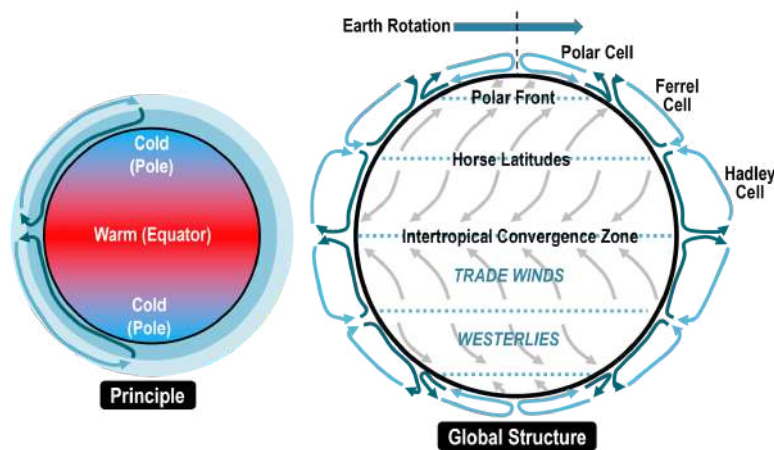 Earth Rotation
Polar Cell
Ferrel
Cell
Hadley
Cell
Polar Front
Horse Latitudes
Intertropical Convergence Zone
TRADE WINDS
WESTERLIES
Global Structure
Cold
(Pole)
Warm (Equator)
Cold
(Pole)
Principle